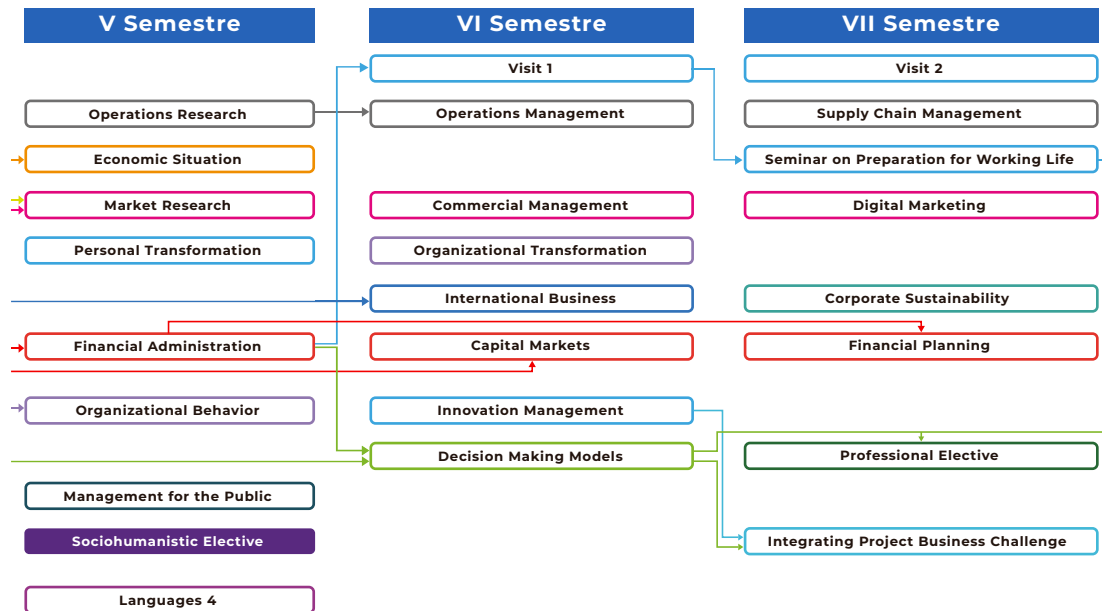 V Semestre
VI Semestre
VII Semestre
Visit 1
Visit 2
Operations Research
Operations Management
Supply Chain Management
Economic Situation
Seminar on Preparation for Working Life
Market Research
Commercial Management
Digital Marketing
Personal Transformation
Organizational Transformation
International Business
Corporate Sustainability
Financial Administration
Capital Markets
Financial Planning
Organizational Behavior
Innovation Management
Decision Making Models
Professional Elective
Management for the Public
Sociohumanistic Elective
Integrating Project Business Challenge
Languages 4